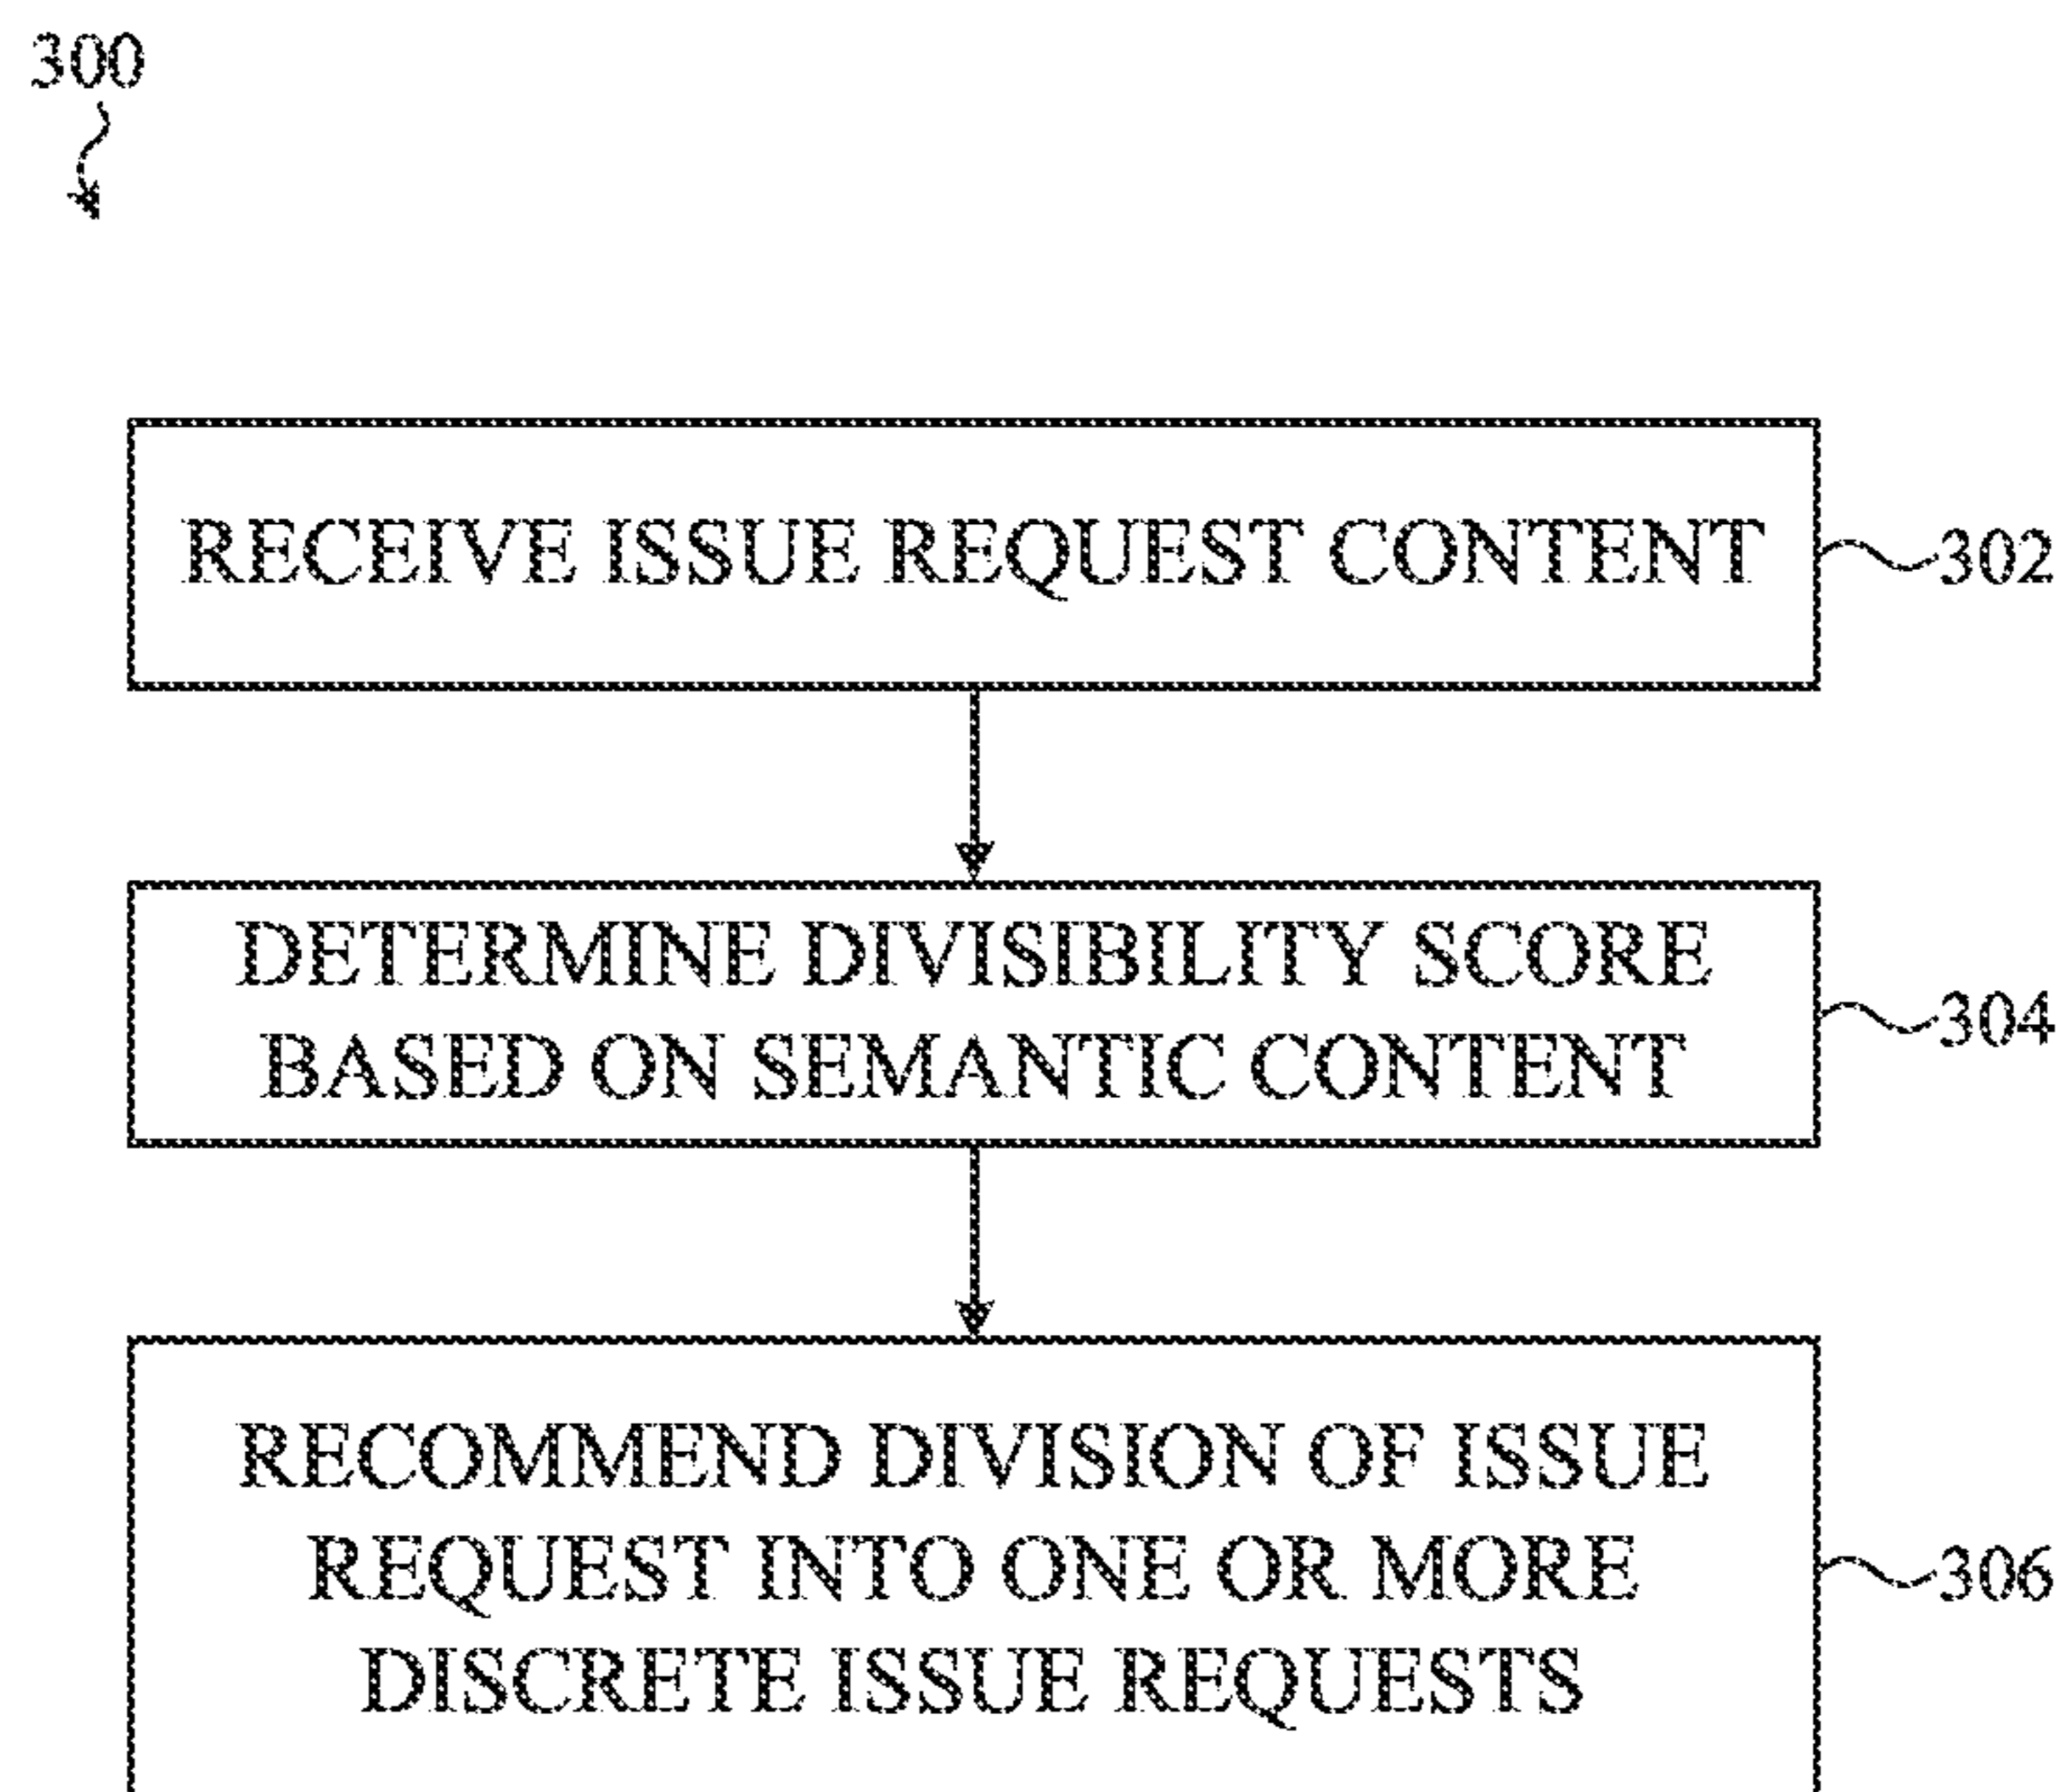 300
RECEIVE ISSUE REQUEST CONTENT
302
DETERMINE DIVISIBILITY SCORE
BASED ON SEMANTIC CONTENT
304
RECOMMEND DIVISION OF ISSUE
REQUEST INTO ONE OR MORE
DISCRETE ISSUE REQUESTS
306